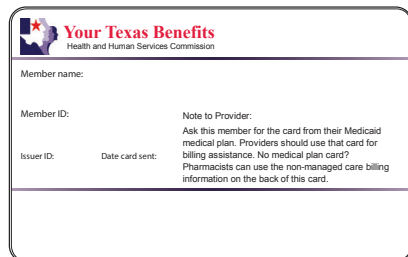 Your Texas Benefits
Health and Human Services Commission
Member name:
Member ID:
Note to Provider:
Ask this member for the card from their Medicaid
medical plan. Providers should use that card for
billing assistance. No medical plan card?
Pharmacists can use the non-managed care billing
information on the back of this card.
Issuer ID:
Date card sent: